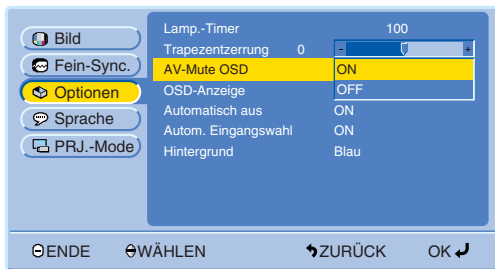 Bild
Fein-Sync.
Optionen
Sprache
PRJ.-Mode
Lamp.-Timer 100
Trapezentzerrung 0 - +
AV-Mute OSD ON
OSD-Anzeige OFF
Automatisch aus ON
Autom. Eingangswahl ON
Hintergrund Blau
ENDE WÄHLEN ZURÜCK OK